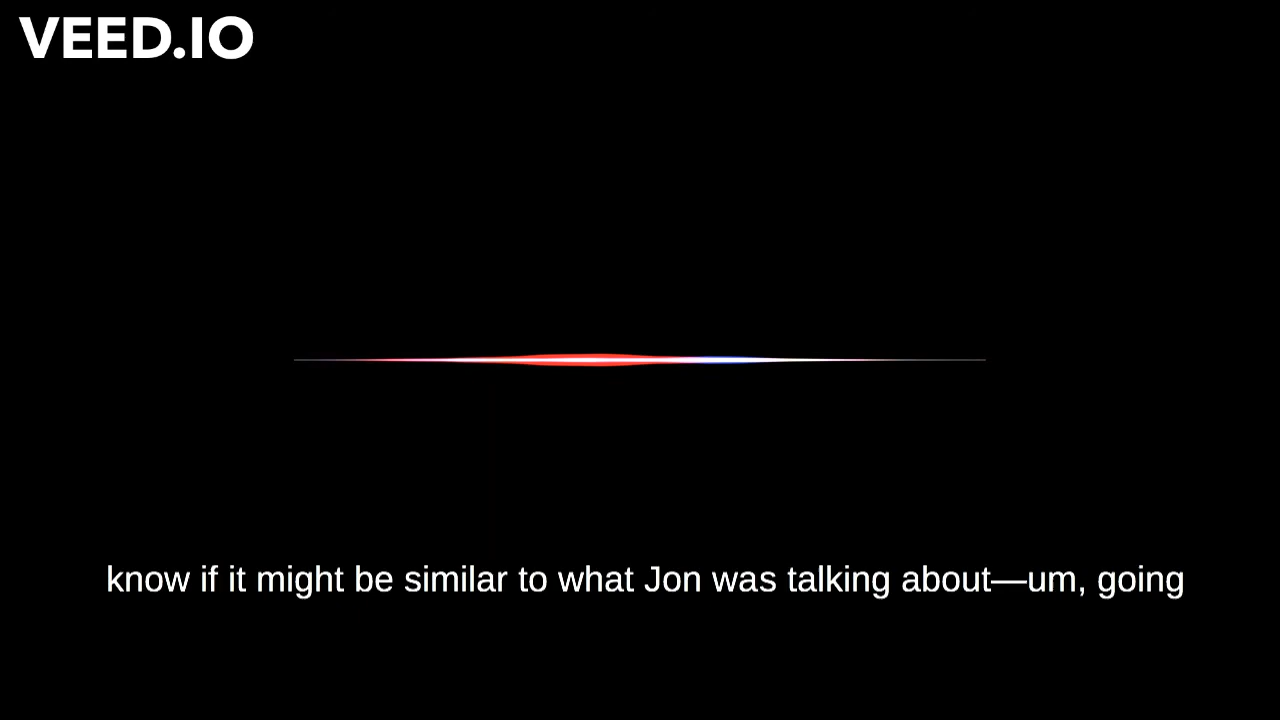 VEED.IO
know if it might be similar to what Jon was talking about—um, going